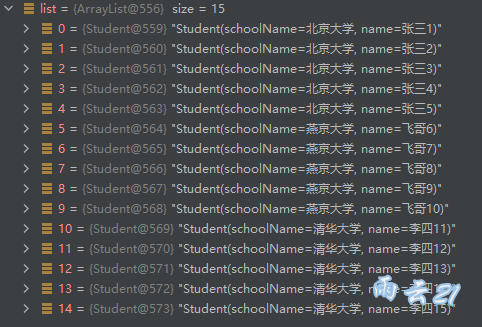 list = {ArrayList@556} size = 15
0 = {Student@559} "Student(schoolName=北京大学, name=张三1)"
1 = {Student@560} "Student(schoolName=北京大学, name=张三2)"
2 = {Student@561} "Student(schoolName=北京大学, name=张三3)"
3 = {Student@562} "Student(schoolName=北京大学, name=张三4)"
4 = {Student@563} "Student(schoolName=北京大学, name=张三5)"
5 = {Student@564} "Student(schoolName=燕京大学, name=飞哥6)"
6 = {Student@565} "Student(schoolName=燕京大学, name=飞哥7)"
7 = {Student@566} "Student(schoolName=燕京大学, name=飞哥8)"
8 = {Student@567} "Student(schoolName=燕京大学, name=飞哥9)"
9 = {Student@568} "Student(schoolName=燕京大学, name=飞哥10)"
10 = {Student@569} "Student(schoolName=清华大学, name=李四11)"
11 = {Student@570} "Student(schoolName=清华大学, name=李四12)"
12 = {Student@571} "Student(schoolName=清华大学, name=李四13)"
13 = {Student@572} "Student(schoolName=清华大学, name=李四1
14 = {Student@573} "Student(schoolName=清华大学, name=李四15)"
雨云21